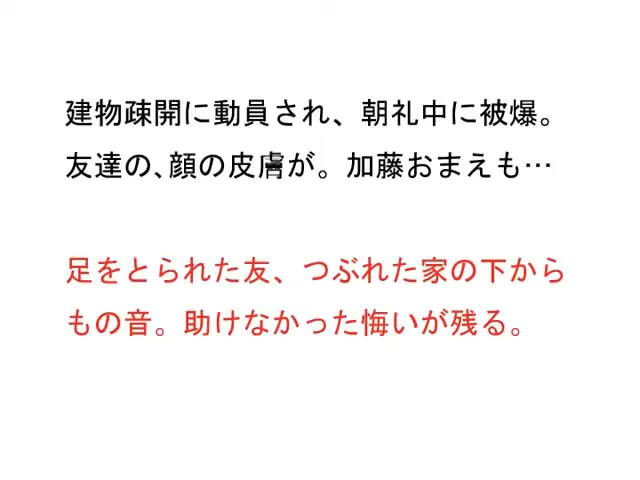 建物疎開に動員され、朝礼中に被爆。
友達の、顔の皮膚が。加藤おまえも…
足をとられた友、つぶれた家の下から
もの音。助けなかった悔いが残る。